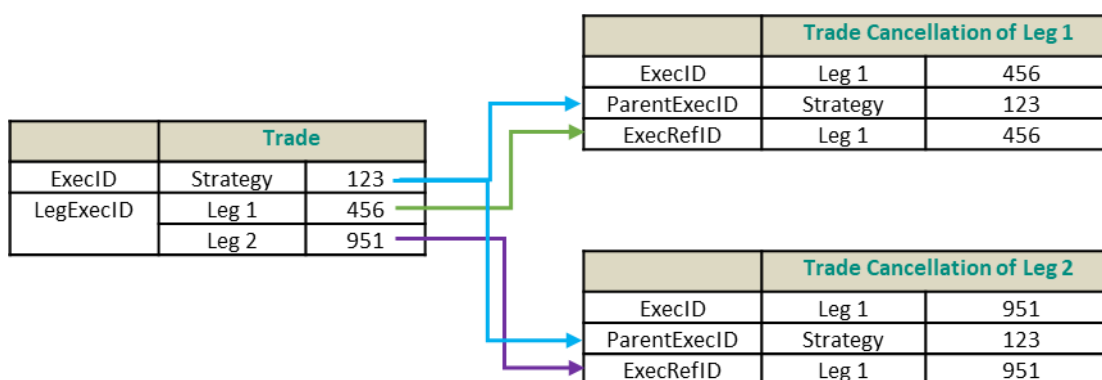 Trade Cancellation of Leg 1
ExecID Leg 1 456
ParentExecID Strategy 123
ExecRefID Leg 1 456
Trade
ExecID Strategy 123
LegExecID Leg 1 456
Leg 2 951
Trade Cancellation of Leg 2
ExecID Leg 1 951
ParentExecID Strategy 123
ExecRefID Leg 1 951